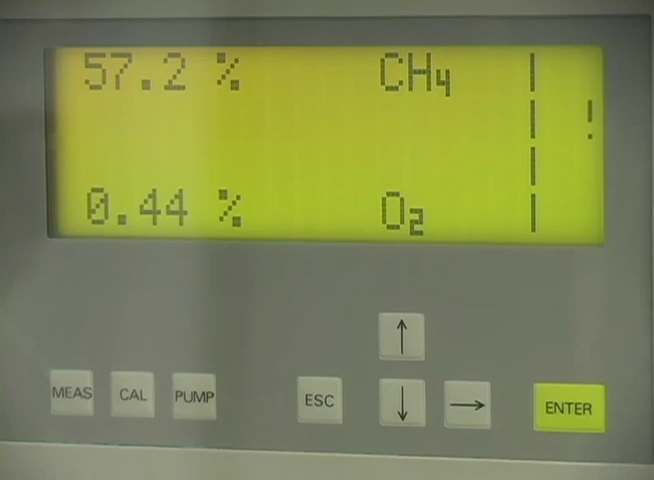 57.2 % CH₄ |
| !
|
0.44 % O₂ |
↑
MEAS CAL PUMP ESC ↓ → ENTER